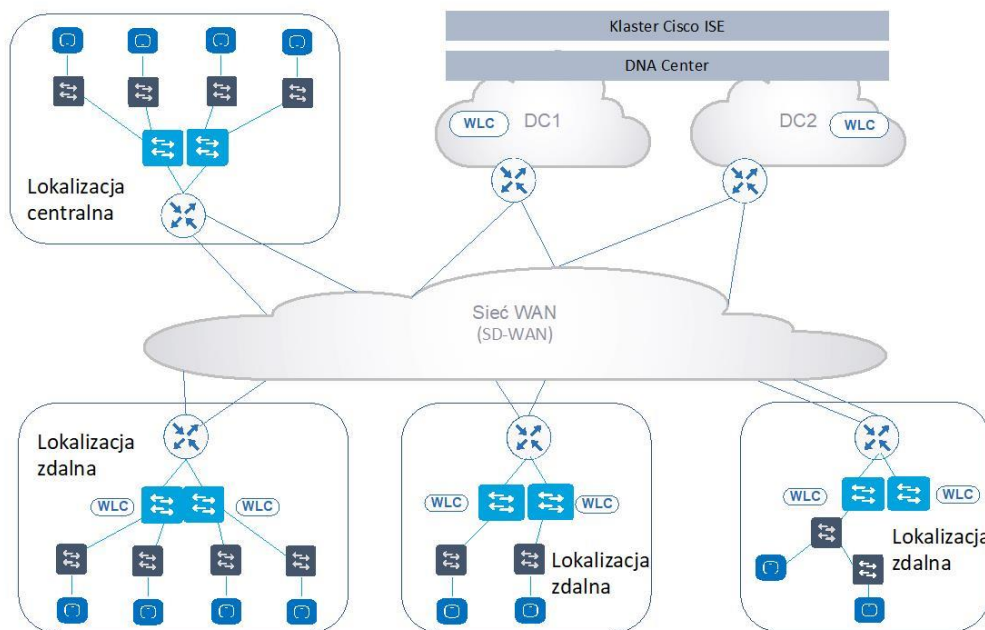 Klaster Cisco ISE
DNA Center
WLC
DC1
DC2
WLC
Lokalizacja
centralna
Sieć WAN
(SD-WAN)
Lokalizacja
zdalna
WLC
WLC
WLC
WLC
Lokalizacja
zdalna
WLC
WLC
Lokalizacja
zdalna